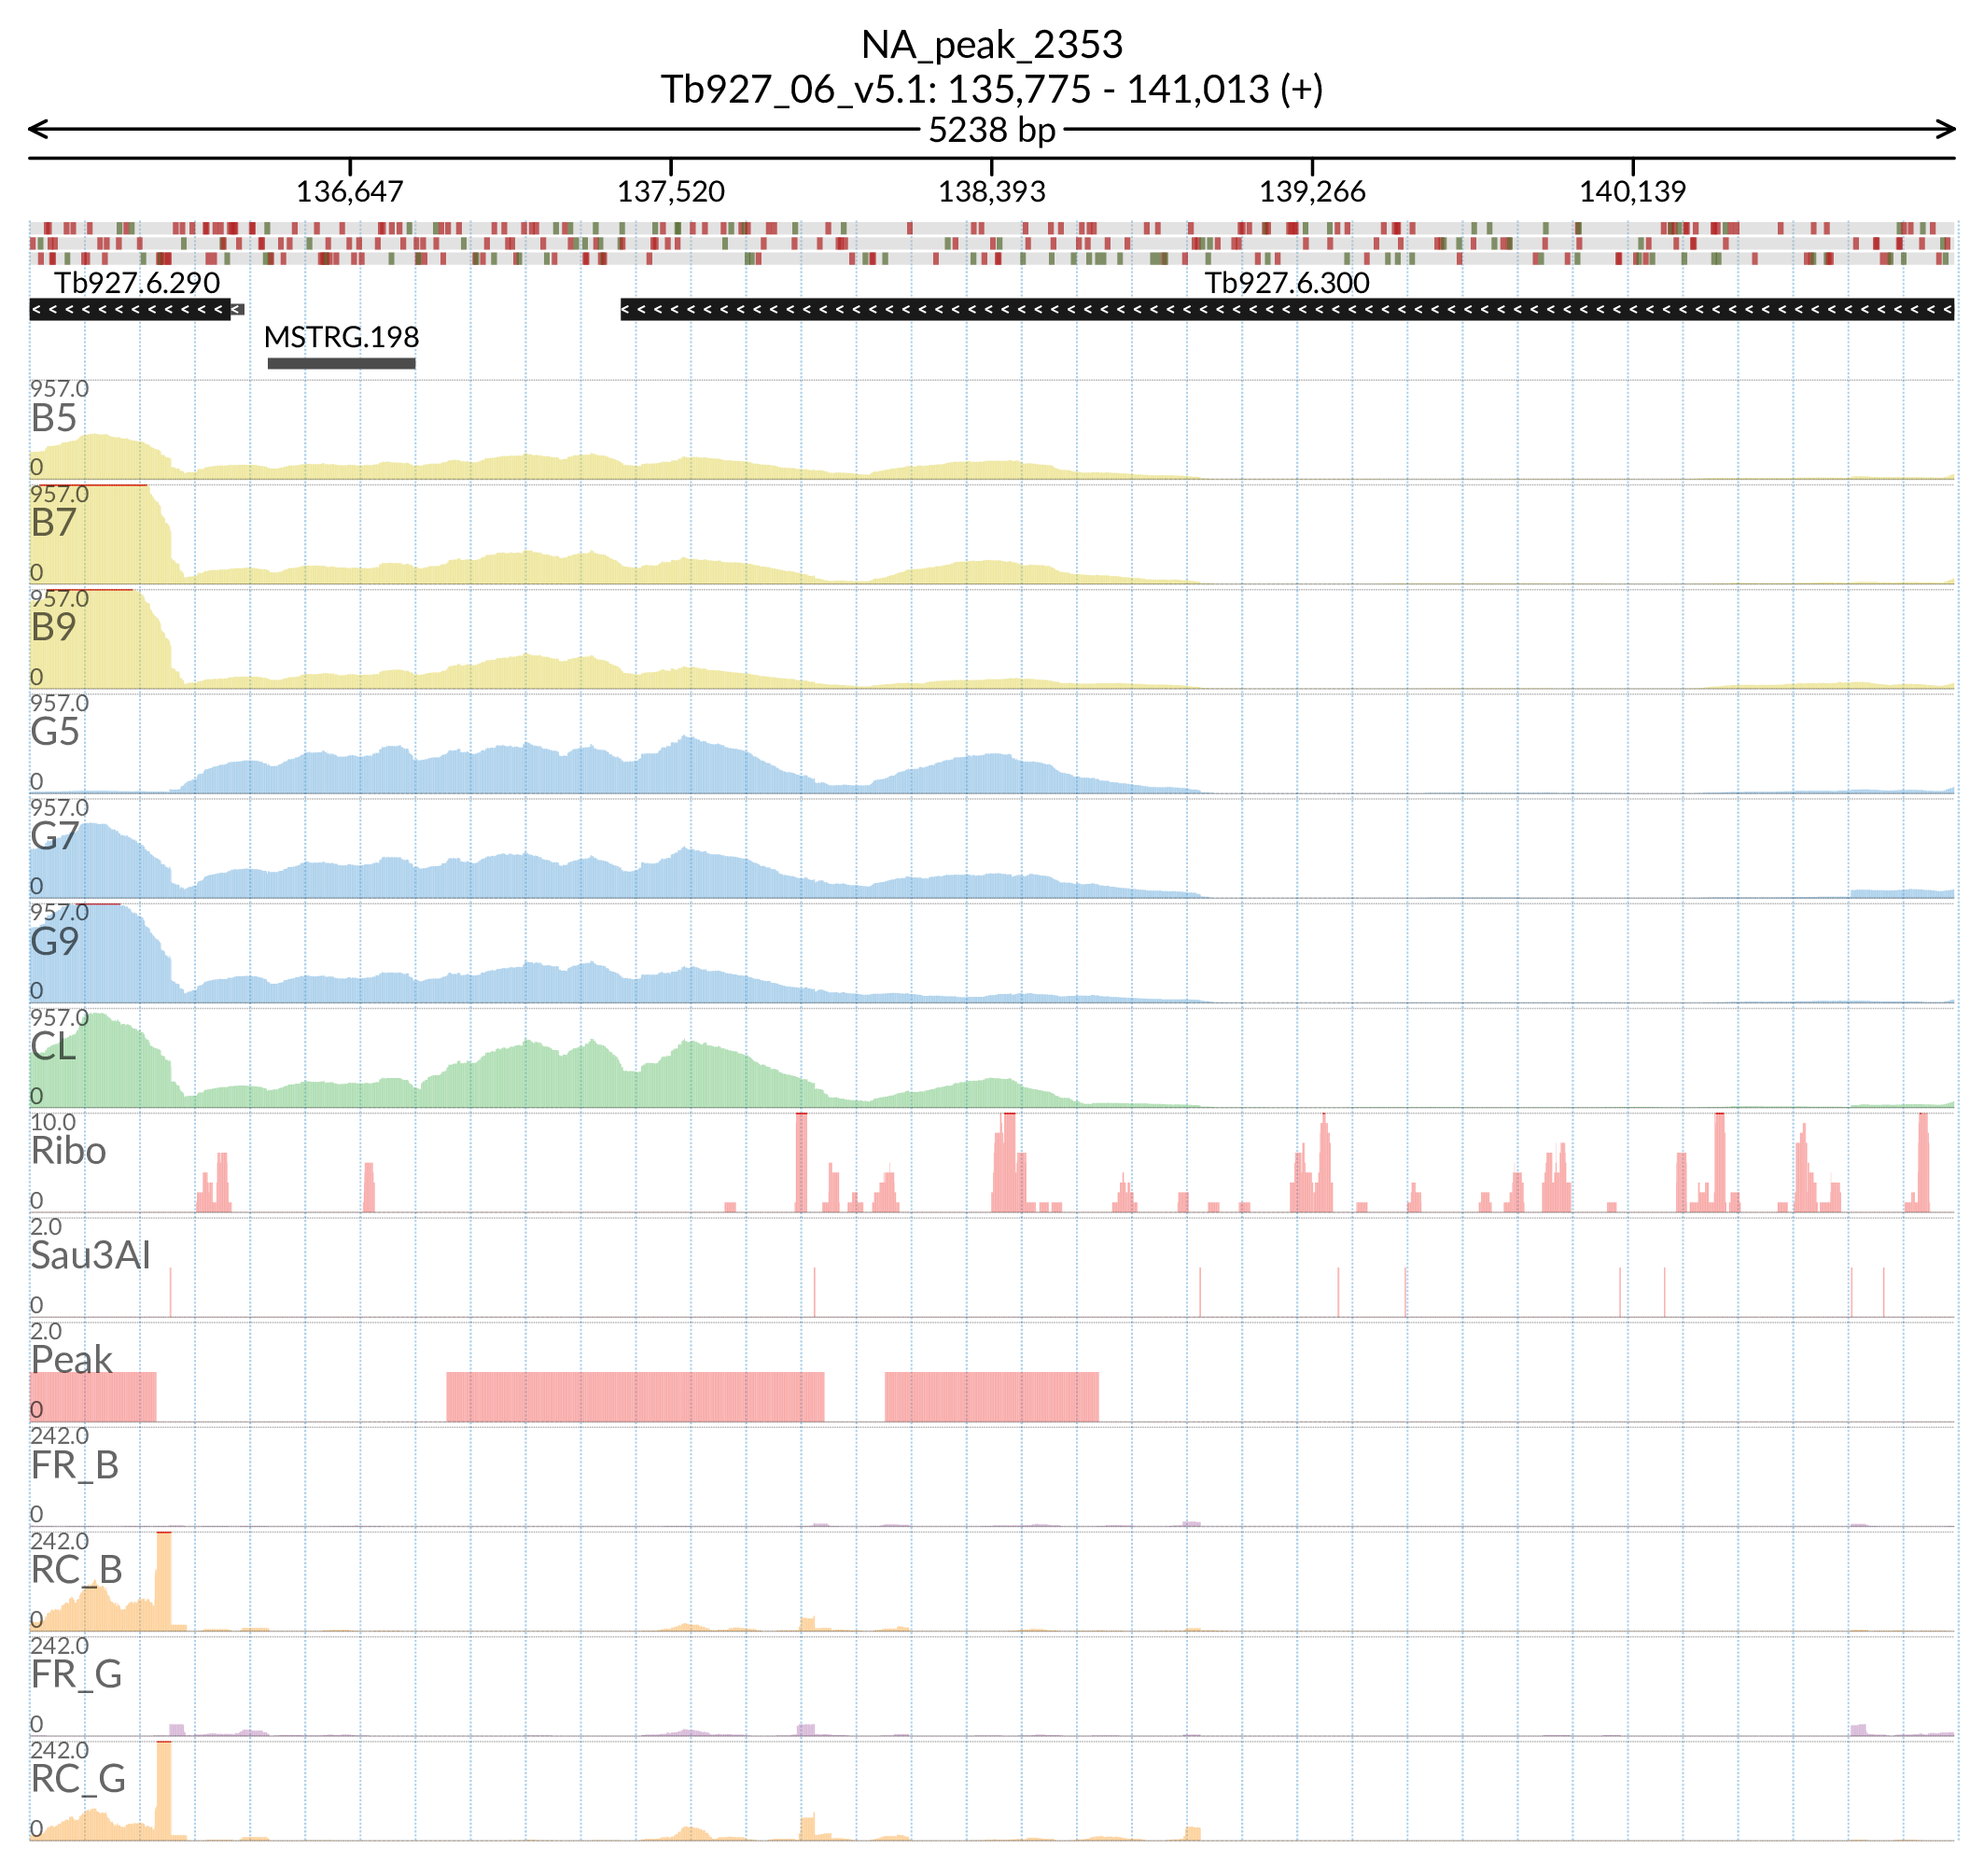 NA_peak_2353
Tb927_06_v5.1: 135,775 - 141,013 (+)
5238 bp
136,647 137,520 138,393 139,266 140,139
Tb927.6.290 Tb927.6.300
MSTRG.198
957.0
B5
0
957.0
B7
0
957.0
B9
0
957.0
G5
0
957.0
G7
0
957.0
G9
0
957.0
CL
0
10.0
Ribo
0
2.0
Sau3AI
0
2.0
Peak
0
242.0
FR_B
0
242.0
RC_B
0
242.0
FR_G
0
242.0
RC_G
0